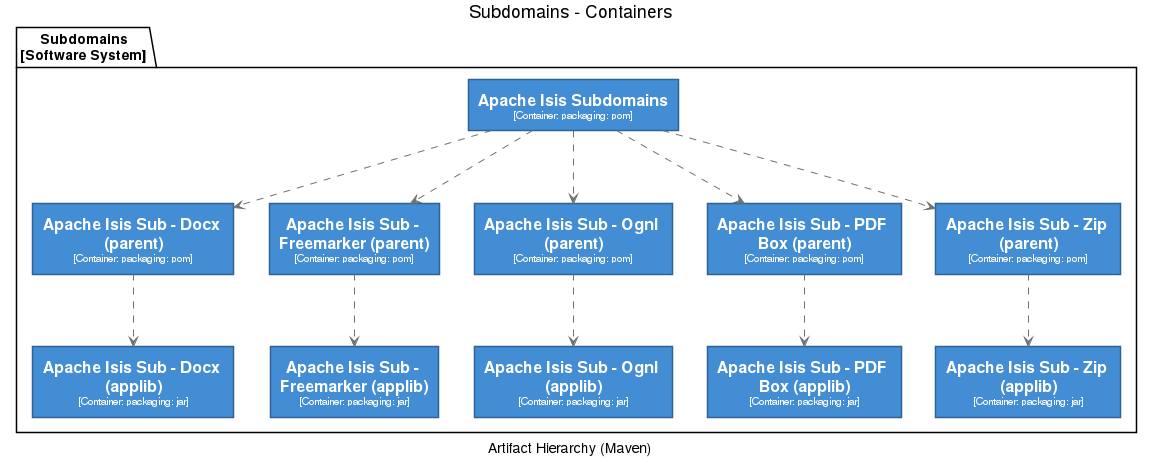 Subdomains - Containers
Subdomains
[Software System]
Apache Isis Subdomains
[Container: packaging: pom]
Apache Isis Sub - Docx
(parent)
[Container: packaging: pom]
Apache Isis Sub -
Freemarker (parent)
[Container: packaging: pom]
Apache Isis Sub - Ognl
(parent)
[Container: packaging: pom]
Apache Isis Sub - PDF
Box (parent)
[Container: packaging: pom]
Apache Isis Sub - Zip
(parent)
[Container: packaging: pom]
Apache Isis Sub - Docx
(applib)
[Container: packaging: jar]
Apache Isis Sub -
Freemarker (applib)
[Container: packaging: jar]
Apache Isis Sub - Ognl
(applib)
[Container: packaging: jar]
Apache Isis Sub - PDF
Box (applib)
[Container: packaging: jar]
Apache Isis Sub - Zip
(applib)
[Container: packaging: jar]
Artifact Hierarchy (Maven)